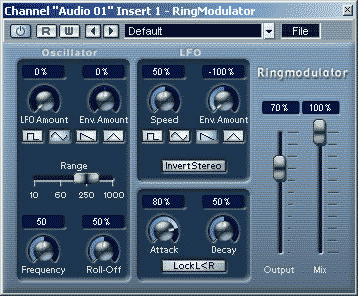 Channel "Audio 01" Insert 1 - RingModulator
R W Default File
Oscillator LFO
0% 0% 50% -100%
Ringmodulator
LFO Amount Env. Amount Speed Env. Amount
70% 100%
Range InvertStereo
10 60 250 1000
80% 50%
50 50
Attack Decay
Frequency Roll-Off LockL<R Output Mix